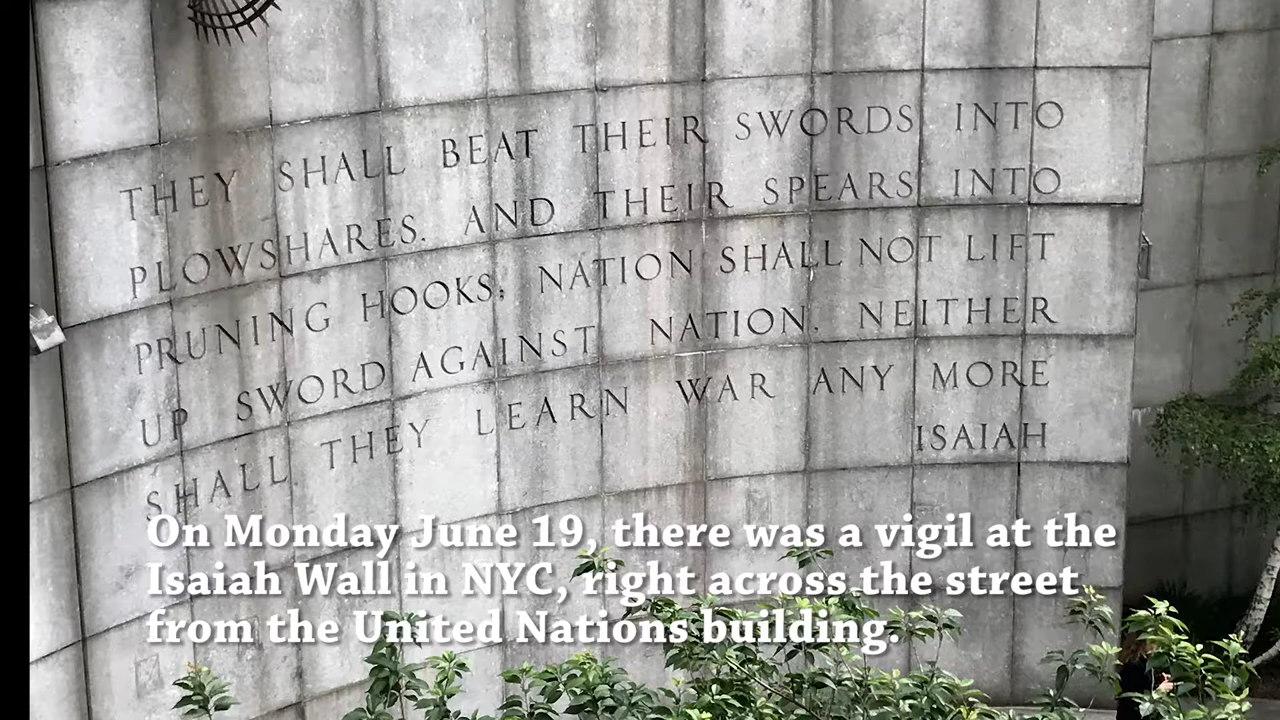 THEY SHALL BEAT THEIR SWORDS INTO
PLOWSHARES. AND THEIR SPEARS INTO
PRUNING HOOKS; NATION SHALL NOT LIFT
UP SWORD AGAINST NATION. NEITHER
SHALL THEY LEARN WAR ANY MORE
ISAIAH
On Monday June 19, there was a vigil at the
Isaiah Wall in NYC, right across the street
from the United Nations building.